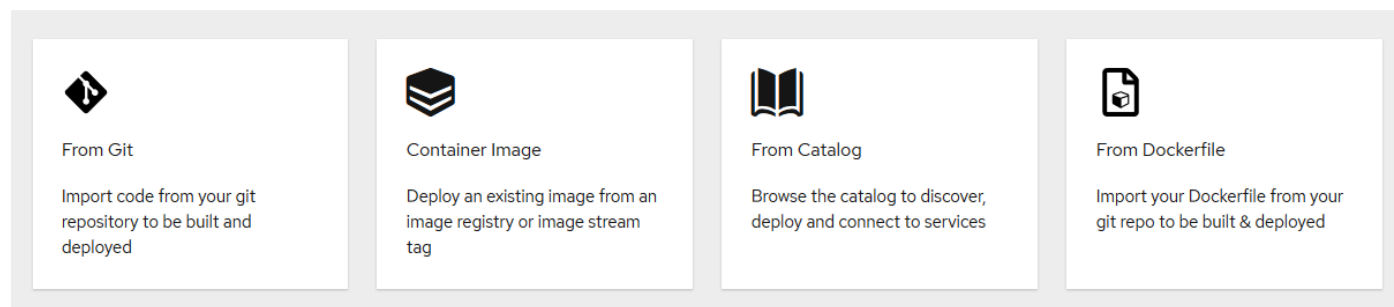 From Git
Import code from your git
repository to be built and
deployed
Container Image
Deploy an existing image from an
image registry or image stream
tag
From Catalog
Browse the catalog to discover,
deploy and connect to services
From Dockerfile
Import your Dockerfile from your
git repo to be built & deployed